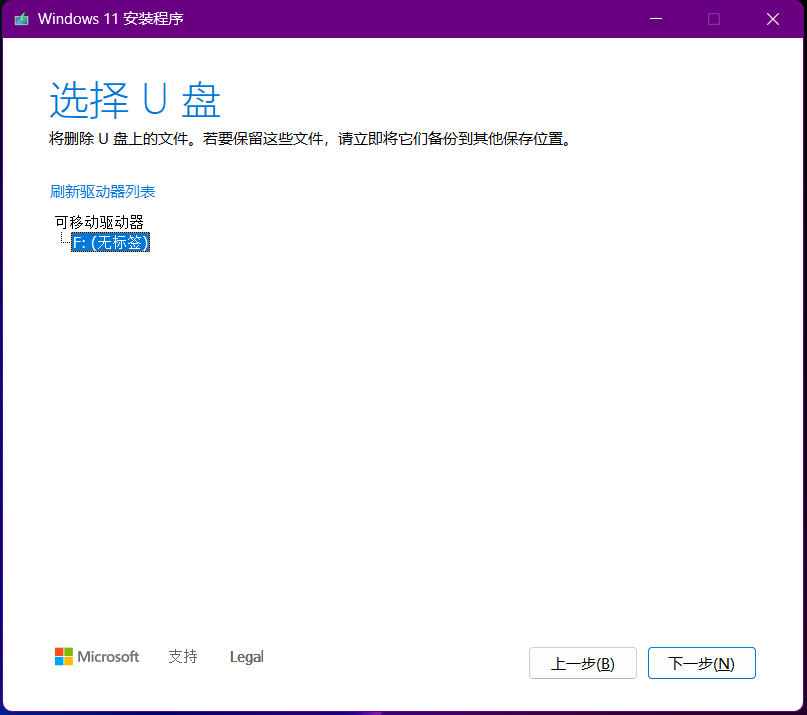 Windows 11 安装程序
选择 U 盘
将删除 U 盘上的文件。若要保留这些文件，请立即将它们备份到其他保存位置。
刷新驱动器列表
可移动驱动器
F: (无标签)
Microsoft 支持 Legal 上一步(B) 下一步(N)